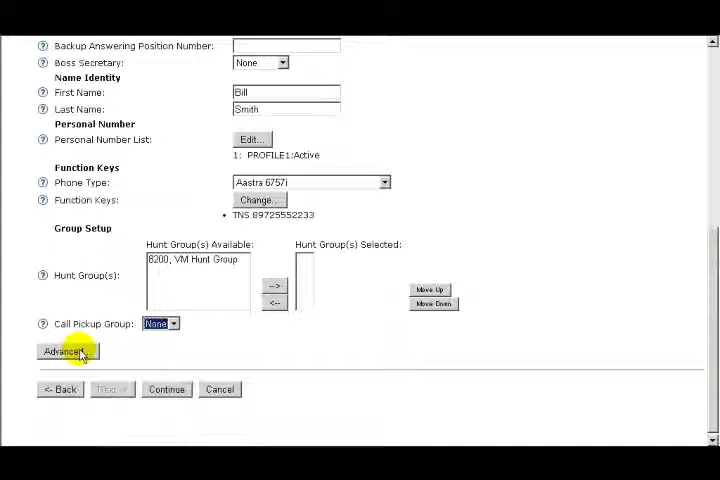 Backup Answering Position Number:
Boss Secretary: None
Name Identity
First Name: Bill
Last Name: Smith
Personal Number
Personal Number List: Edit...
1: PROFILE1:Active
Function Keys
Phone Type: Aastra 6757i
Function Keys: Change...
• TNS 89725552233
Group Setup
Hunt Group(s) Available: Hunt Group(s) Selected:
8200, VM Hunt Group
Hunt Group(s): --> <-- Move Up
Move Down
Call Pickup Group: None
Advanced...
<- Back Next -> Continue Cancel